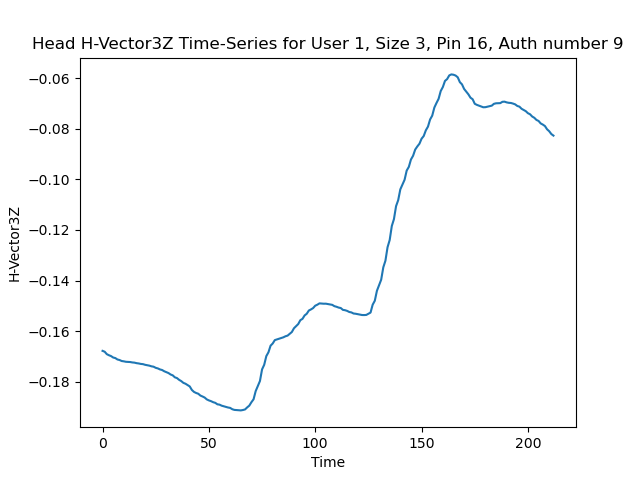 Head H-Vector3Z Time-Series for User 1, Size 3, Pin 16, Auth number 9
−0.06
−0.08
−0.10
−0.12
−0.14
−0.16
−0.18
H-Vector3Z
0 50 100 150 200
Time